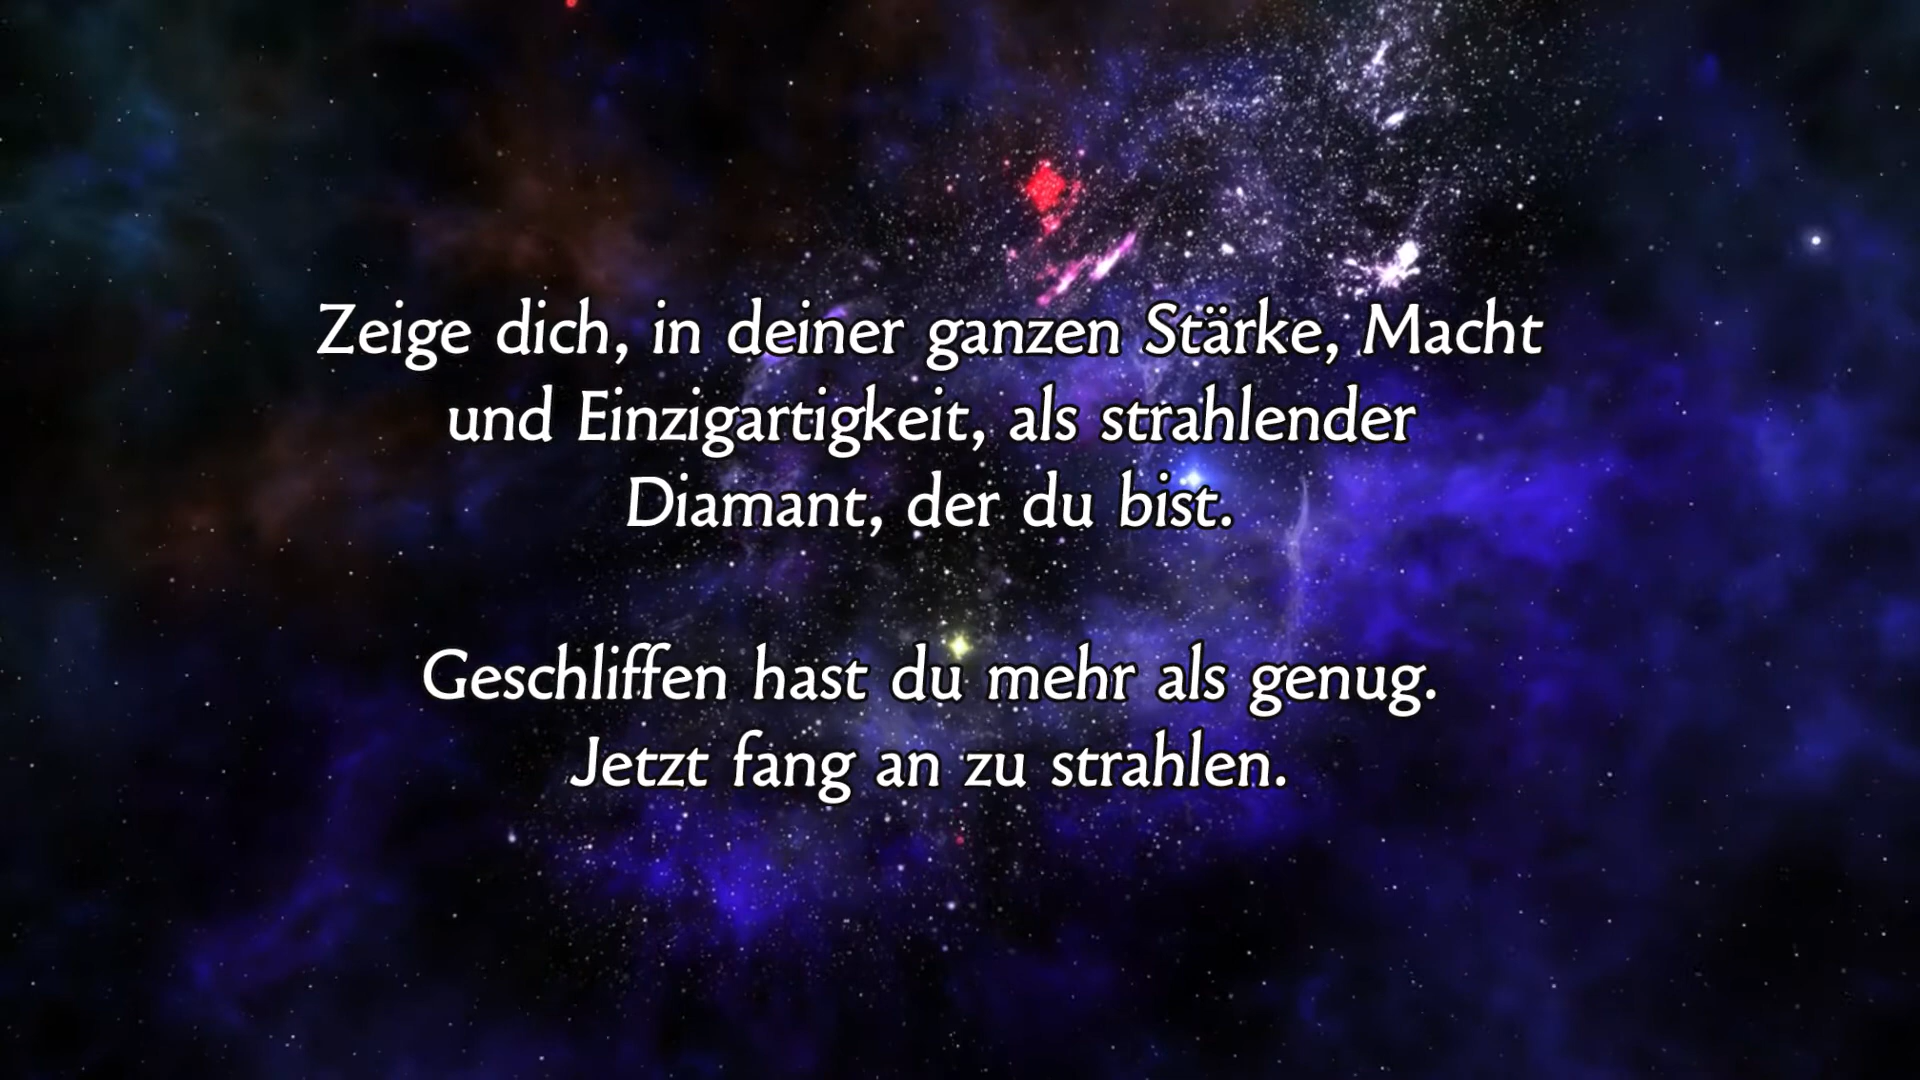 Zeige dich, in deiner ganzen Stärke, Macht
und Einzigartigkeit, als strahlender
Diamant, der du bist.
Geschliffen hast du mehr als genug.
Jetzt fang an zu strahlen.